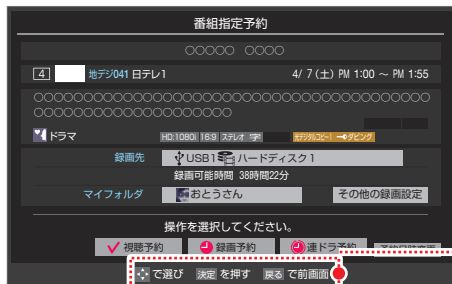 番組指定予約
○○○○○ ○○○○
4 地デジ041 日テレ1 4/ 7 (土) PM 1:00 ～ PM 1:55
○○○○○○○○○○○○○○○○○○○○○○○○○○○○○○○○○○○○○○
○○○○○○○○○○○○○○○○○○○
ドラマ HD:1080i 16:9 ステレオ 字 ダビング
録画先 USB1 ハードディスク1
録画可能時間 38時間22分
マイフォルダ おとうさん その他の録画設定
操作を選択してください。
視聴予約 録画予約 連ドラ予約
で選び 決定 を押す 戻る で前画面